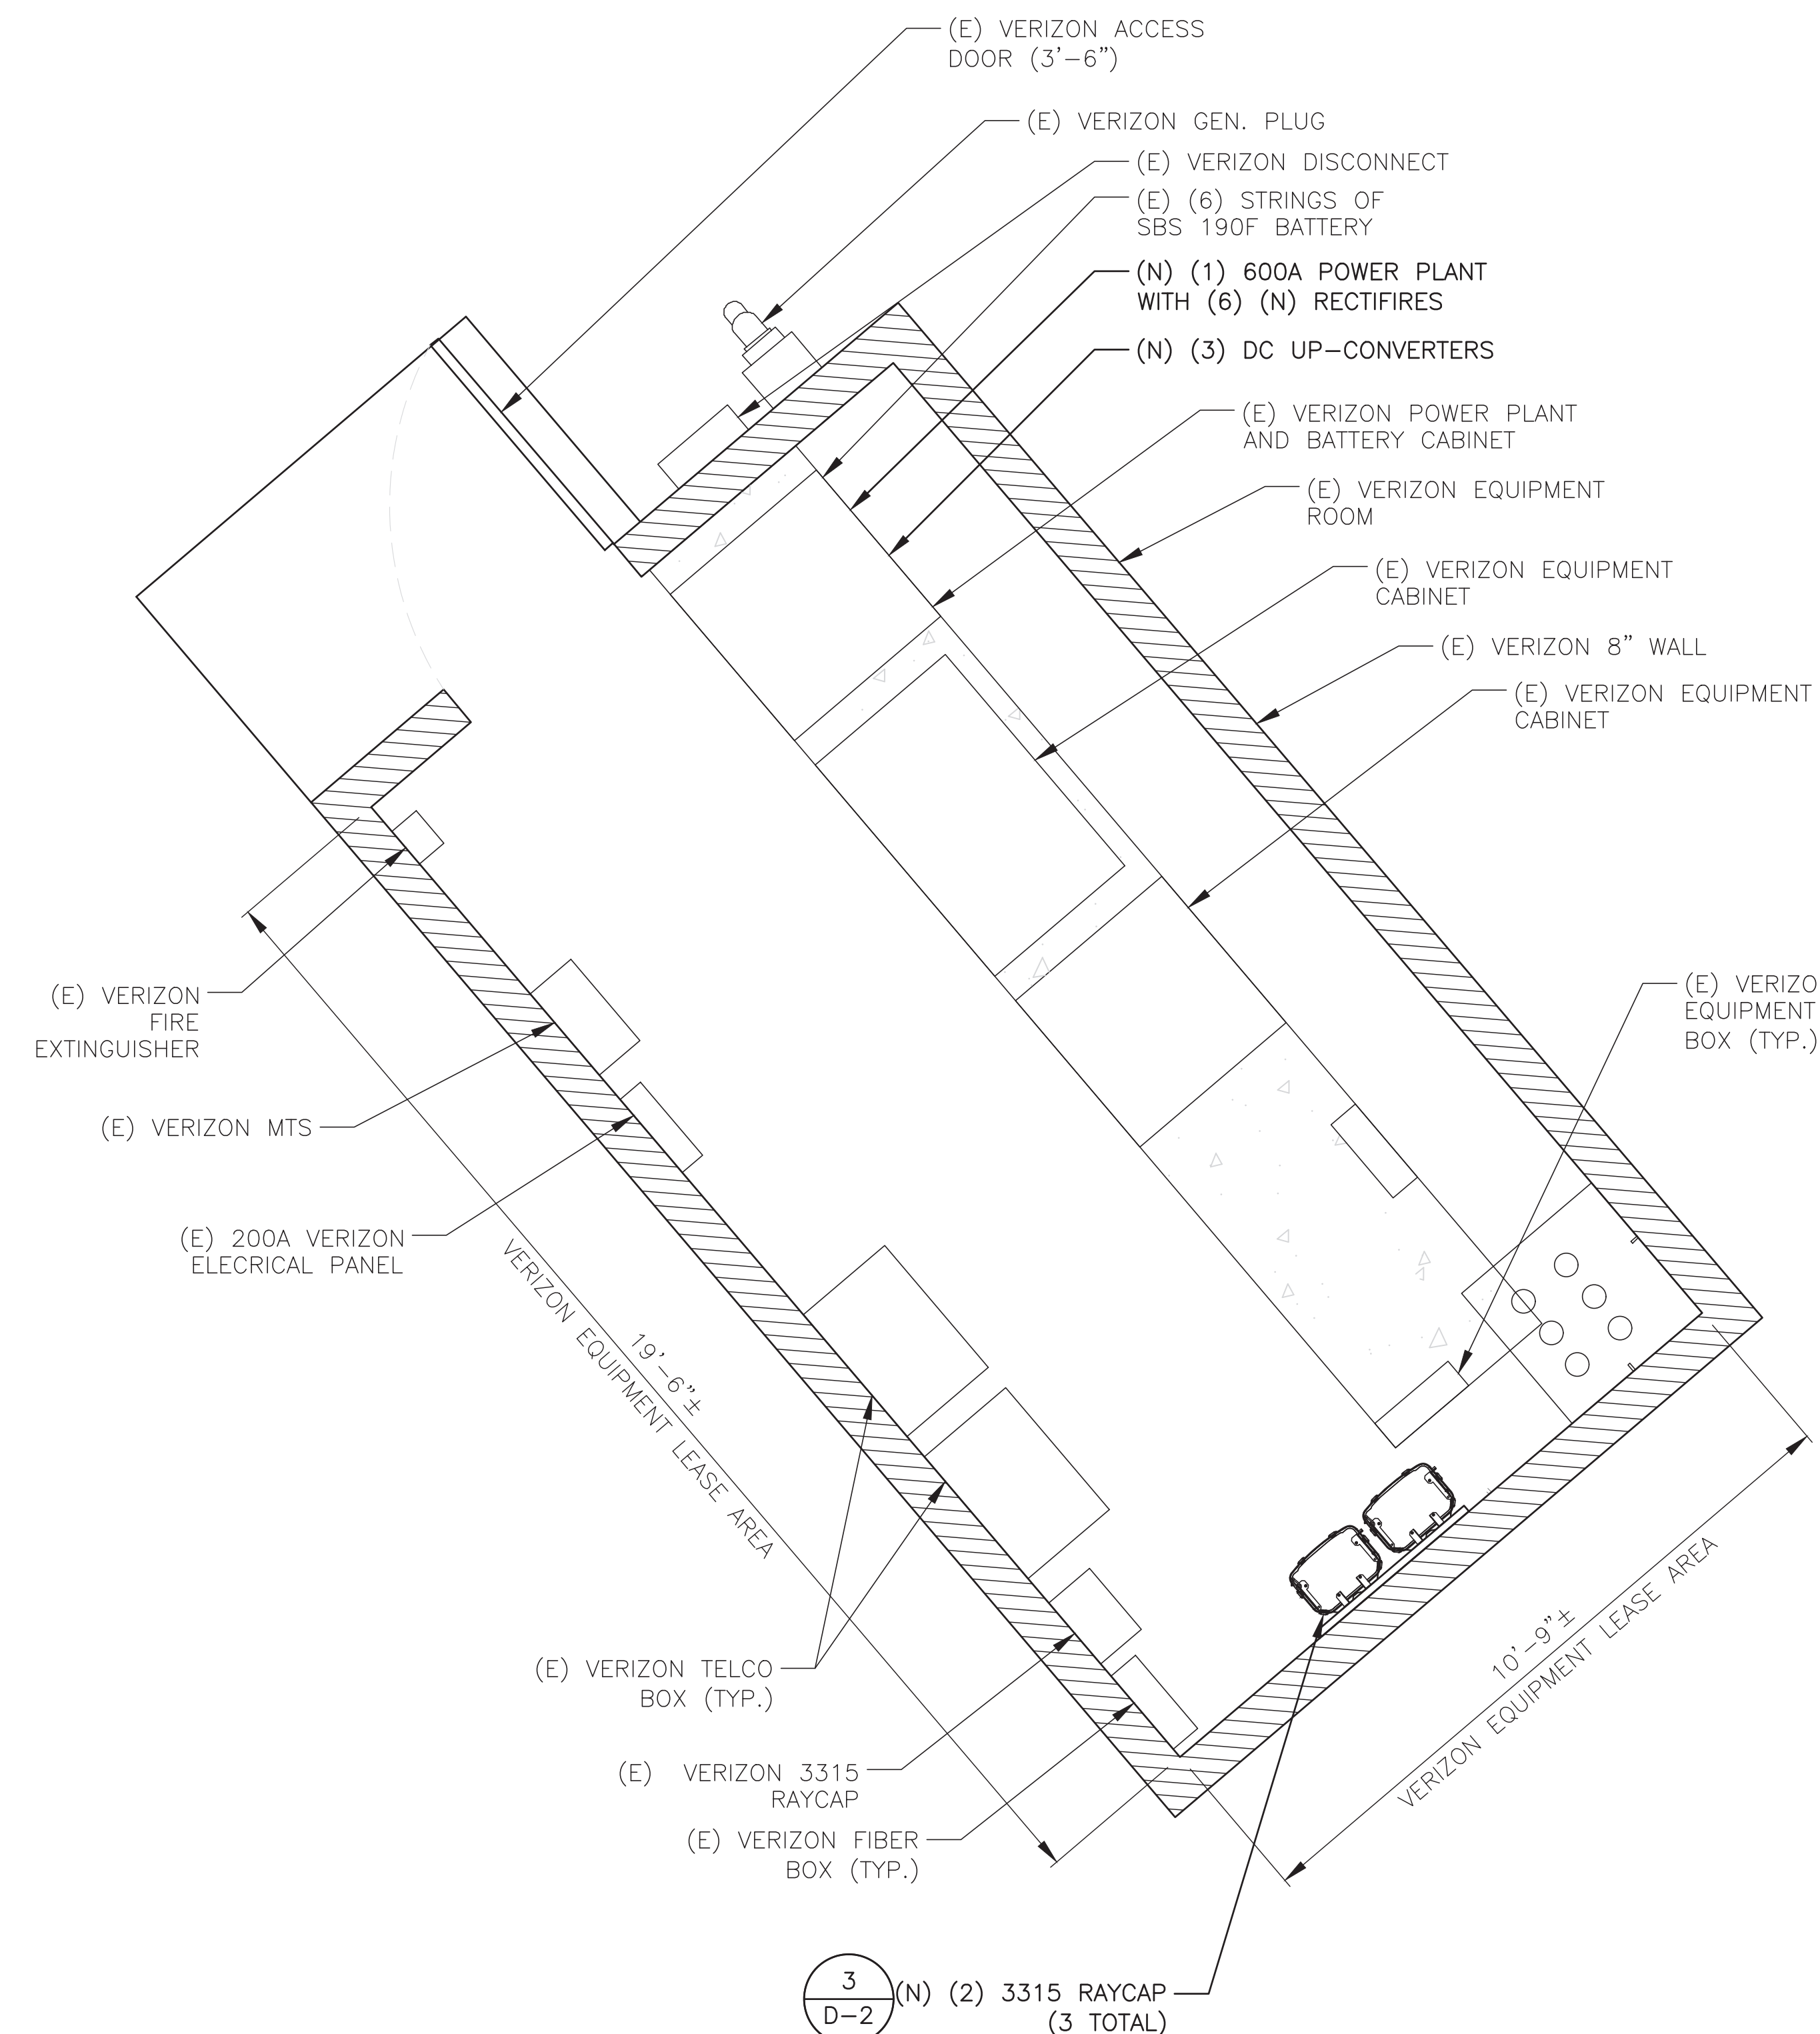 (E) VERIZON ACCESS
DOOR (3'-6")
(E) VERIZON GEN. PLUG
(E) VERIZON DISCONNECT
(E) (6) STRINGS OF
SBS 190F BATTERY
(N) (1) 600A POWER PLANT
WITH (6) (N) RECTIFIRES
(N) (3) DC UP-CONVERTERS
(E) VERIZON POWER PLANT
AND BATTERY CABINET
(E) VERIZON EQUIPMENT
ROOM
(E) VERIZON EQUIPMENT
CABINET
(E) VERIZON 8" WALL
(E) VERIZON EQUIPMENT
CABINET
(E) VERIZO
EQUIPMENT
BOX (TYP.)
(E) VERIZON
FIRE
EXTINGUISHER
(E) VERIZON MTS
(E) 200A VERIZON
ELECRICAL PANEL
19'-6"±
VERIZON EQUIPMENT LEASE AREA
(E) VERIZON TELCO
BOX (TYP.)
(E) VERIZON 3315
RAYCAP
(E) VERIZON FIBER
BOX (TYP.)
10'-9"±
VERIZON EQUIPMENT LEASE AREA
3
D-2
(N) (2) 3315 RAYCAP
(3 TOTAL)